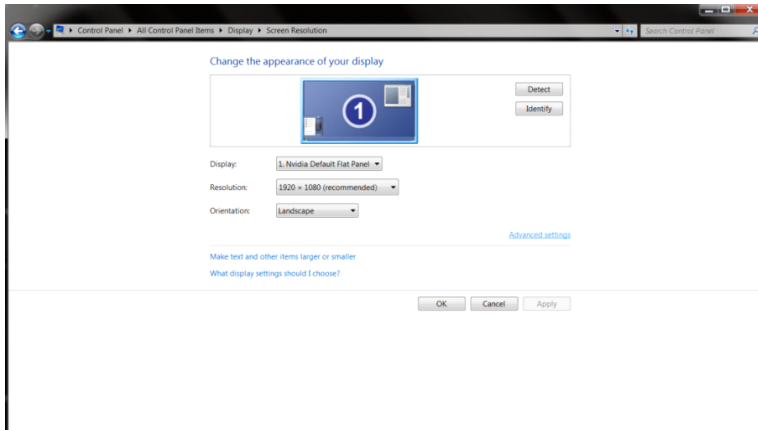 Control Panel ▸ All Control Panel Items ▸ Display ▸ Screen Resolution
Search Control Panel
Change the appearance of your display
1
Detect
Identify
Display: 1. Nvidia Default Flat Panel
Resolution: 1920 × 1080 (recommended)
Orientation: Landscape
Advanced settings
Make text and other items larger or smaller
What display settings should I choose?
OK Cancel Apply